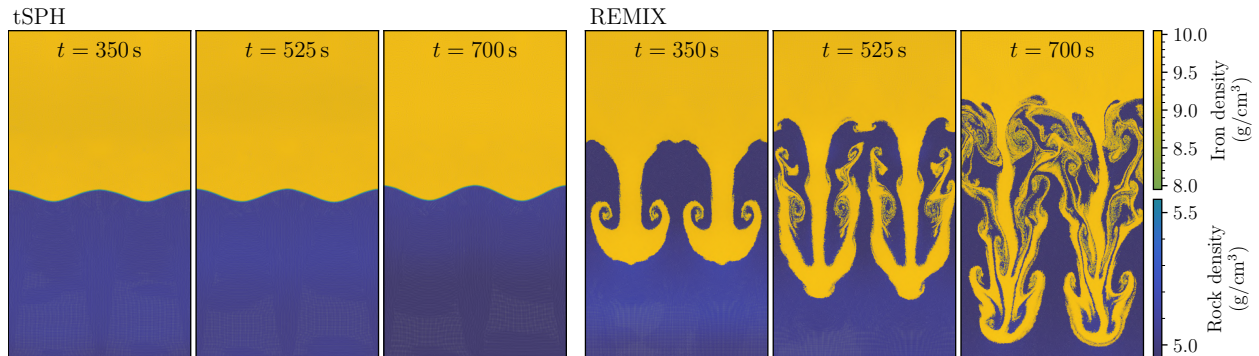 tSPH
REMIX
t = 350 s
t = 525 s
t = 700 s
t = 350 s
t = 525 s
t = 700 s
10.0
9.5
9.0
8.5
8.0
Iron density
(g/cm³)
5.5
5.0
Rock density
(g/cm³)